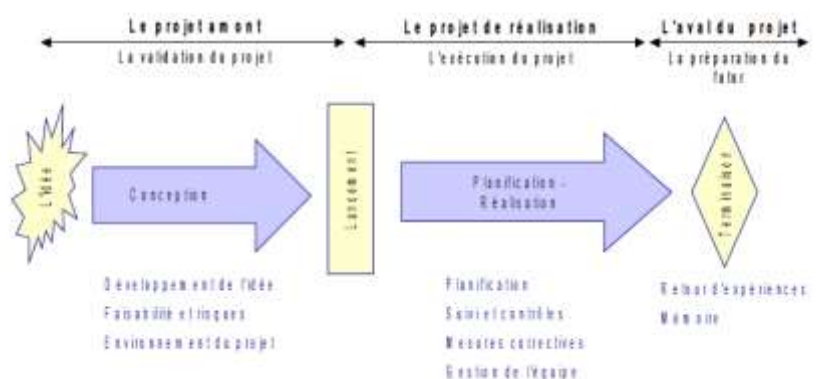 Le projet amont
Le projet de réalisation
L'aval du projet
La validation du projet
L'exécution du projet
La préparation du
futur
L'idée
Conception
Lancement
Planification -
Réalisation
Terminaison
Développement de l'idée
Faisabilité et risques
Environnement du projet
Planification
Suivi et contrôles
Mesures correctives
Gestion de l'équipe
Retour d'expériences
Mémoire